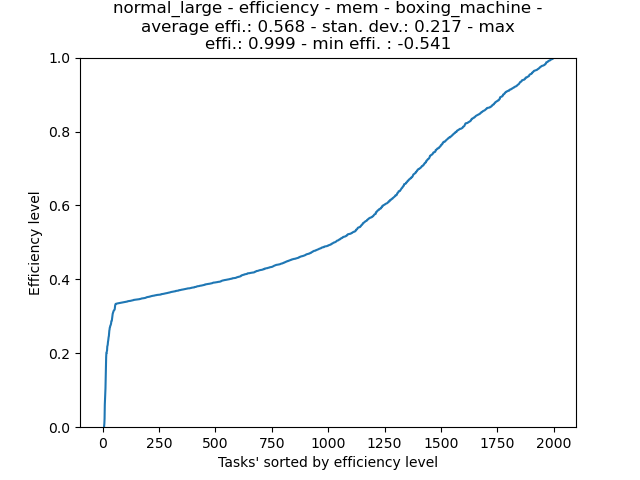 normal_large - efficiency - mem - boxing_machine -
average effi.: 0.568 - stan. dev.: 0.217 - max
effi.: 0.999 - min effi. : -0.541
1.0
0.8
0.6
0.4
0.2
0.0
Efficiency level
0 250 500 750 1000 1250 1500 1750 2000
Tasks' sorted by efficiency level